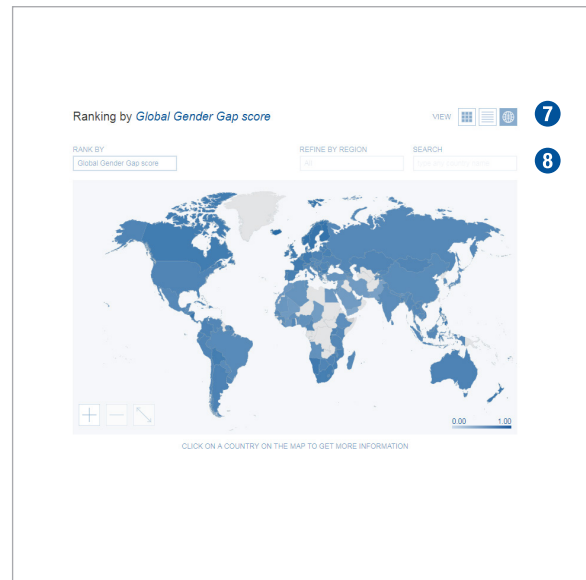 Ranking by Global Gender Gap score
VIEW
7
RANK BY
REFINE BY REGION
SEARCH
8
Global Gender Gap score
All
0.00 1.00
CLICK ON A COUNTRY ON THE MAP TO GET MORE INFORMATION